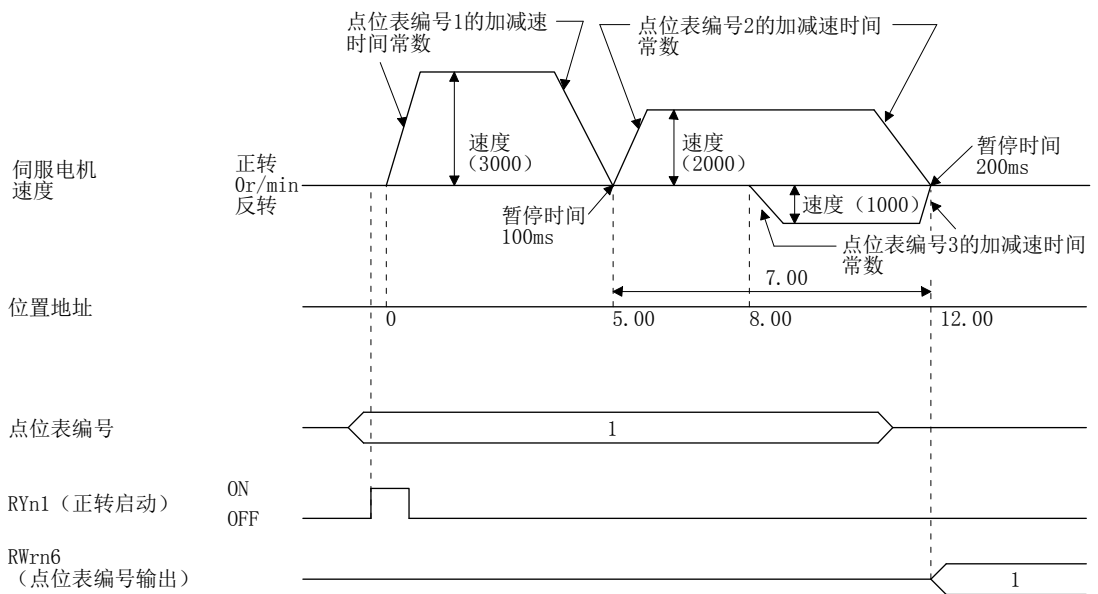 点位表编号1的加减速
时间常数
点位表编号2的加减速时间
常数
速度
（3000）
速度
（2000）
暂停时间
200ms
伺服电机
速度
正转
0r/min
反转
暂停时间
100ms
速度（1000）
点位表编号3的加减速时间
常数
7.00
位置地址
0
5.00
8.00
12.00
点位表编号
1
RYn1（正转启动）
ON
OFF
RWrn6
（点位表编号输出）
1